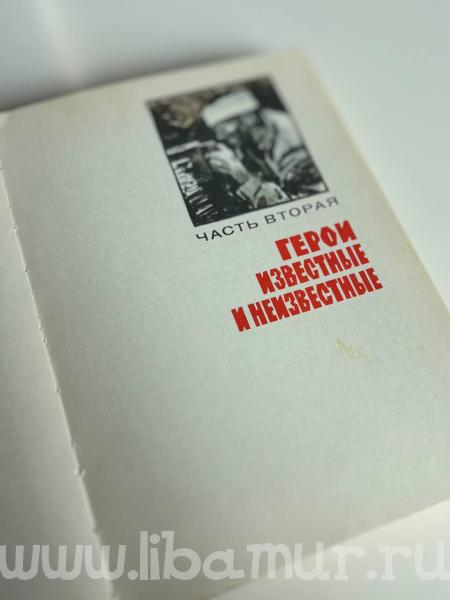 ЧАСТЬ ВТОРАЯ
ГЕРОИ
ИЗВЕСТНЫЕ
И НЕИЗВЕСТНЫЕ
www.libamur.ru